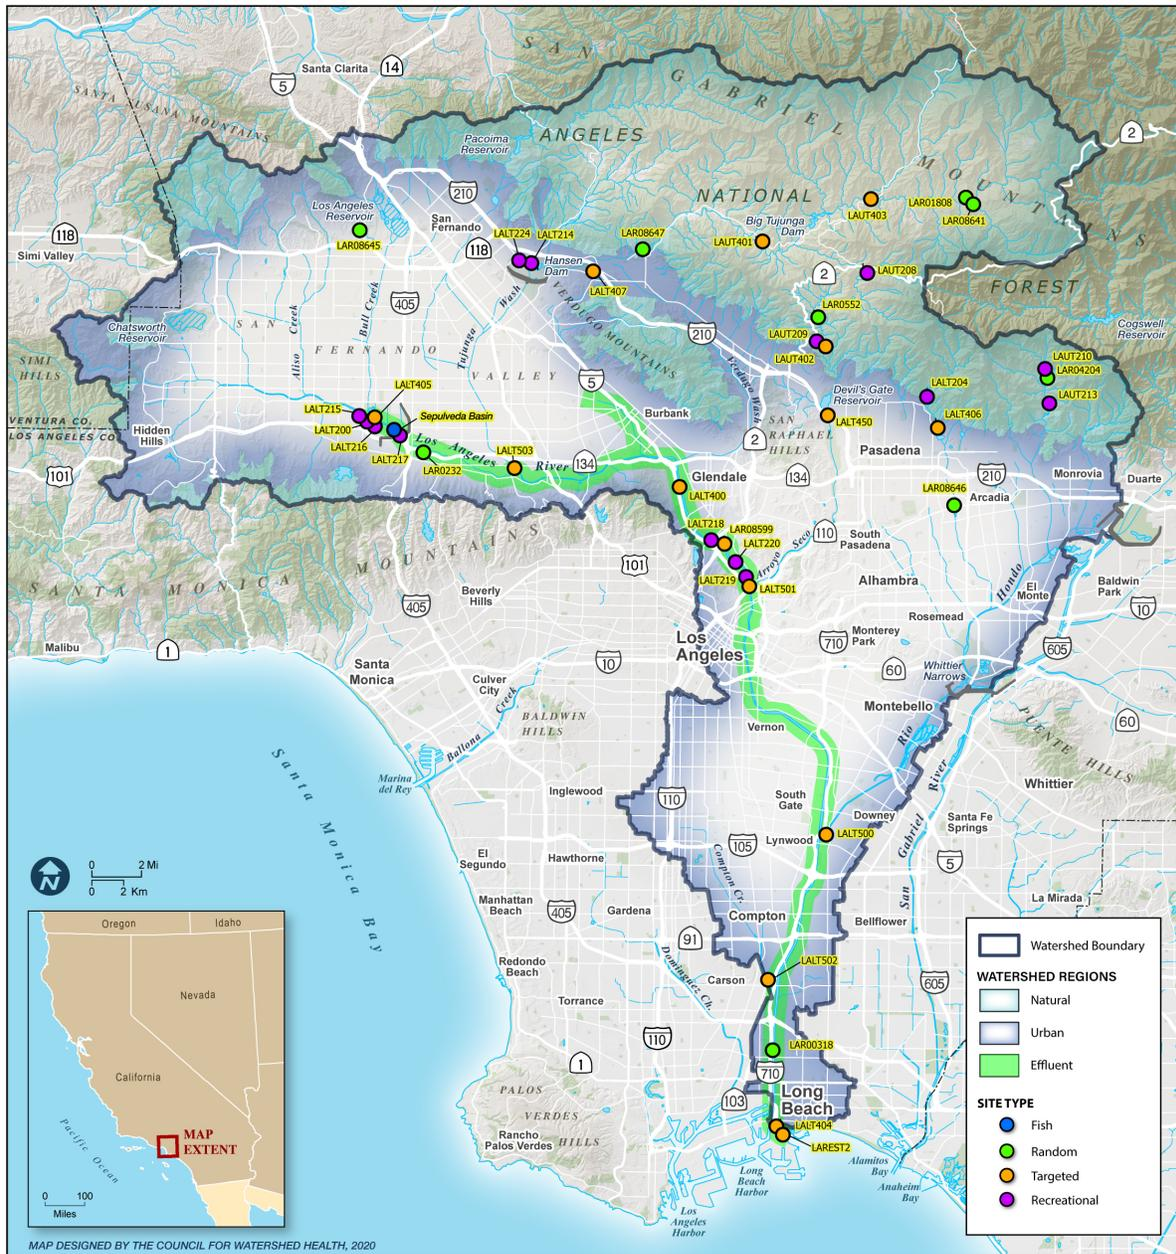 SAN
GABRIEL
MOUNTAINS
Santa Clarita
14
5
SANTA SUSANA MOUNTAINS
ANGELES
NATIONAL
FOREST
2
Pacoima
Reservoir
210
Los Angeles
Reservoir
San
Fernando
118
118
Simi Valley
LAR08645
LALT224
LALT214
Hansen
Dam
LAR08647
LALT407
Big Tujunga
Dam
LAUT401
LAUT403
LAR01808
LAR08641
LAUT208
2
LAR0552
LAUT209
LAUT402
Cogswell
Reservoir
LAUT210
LAR04204
LAUT213
Devil's Gate
Reservoir
LALT204
LALT406
LALT450
Chatsworth
Reservoir
SIMI
HILLS
SAN
FERNANDO
VALLEY
Aliso Creek
Bull Creek
405
Tujunga Wash
VERDUGO MOUNTAINS
210
Verdugo Wash
5
Burbank
SAN
RAPHAEL
HILLS
2
Pasadena
VENTURA CO.
LOS ANGELES CO.
Hidden
Hills
101
LALT405
LALT215
LALT200
LALT216
LALT217
Sepulveda Basin
LAR0232
Los Angeles River
LALT503
134
Glendale
134
LALT400
210
Monrovia
Duarte
LAR08646
Arcadia
LALT218
LAR08599
LALT220
LALT219
LALT501
Arroyo Seco
110
South
Pasadena
Alhambra
SANTA MONICA MOUNTAINS
101
405
Beverly
Hills
Rio Hondo
El
Monte
Baldwin
Park
10
Rosemead
Los
Angeles
710
Monterey
Park
605
60
Whittier
Narrows
Malibu
1
Santa
Monica
10
Culver
City
Ballona Creek
BALDWIN
HILLS
Montebello
Vernon
60
PUENTE HILLS
Whittier
Marina
del Rey
Inglewood
110
South
Gate
Downey
San Gabriel River
Santa Fe
Springs
Santa Monica Bay
Lynwood
LALT500
105
5
El
Segundo
Hawthorne
Compton Cr.
La Mirada
Manhattan
Beach
405
Gardena
Compton
Bellflower
91
Redondo
Beach
Dominguez Ch.
Carson
LALT502
605
Torrance
110
LAR00318
1
710
103
Long
Beach
LALT404
LAREST2
PALOS
VERDES
HILLS
Rancho
Palos Verdes
Long
Beach
Harbor
Los
Angeles
Harbor
Alamitos
Bay
Anaheim
Bay
N
0 2 Mi
0 2 Km
Oregon
Idaho
Nevada
California
Pacific Ocean
MAP
EXTENT
0 100
Miles
Watershed Boundary
WATERSHED REGIONS
Natural
Urban
Effluent
SITE TYPE
Fish
Random
Targeted
Recreational
MAP DESIGNED BY THE COUNCIL FOR WATERSHED HEALTH, 2020